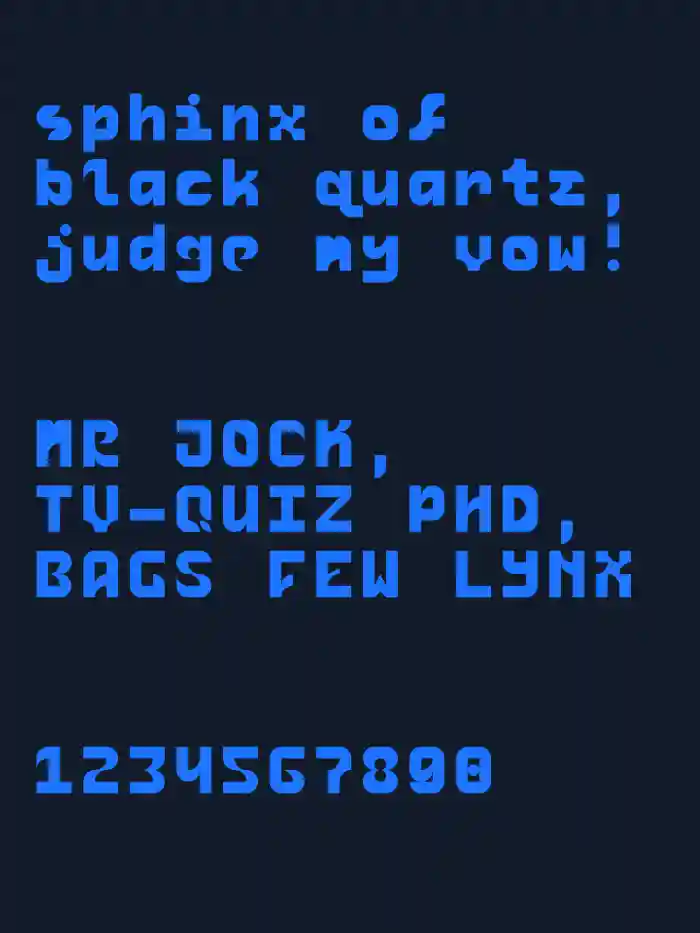 sphinx of
black quartz,
judge my vow!
MR JOCK,
TV-QUIZ PHD,
BAGS FEW LYNX
1234567890